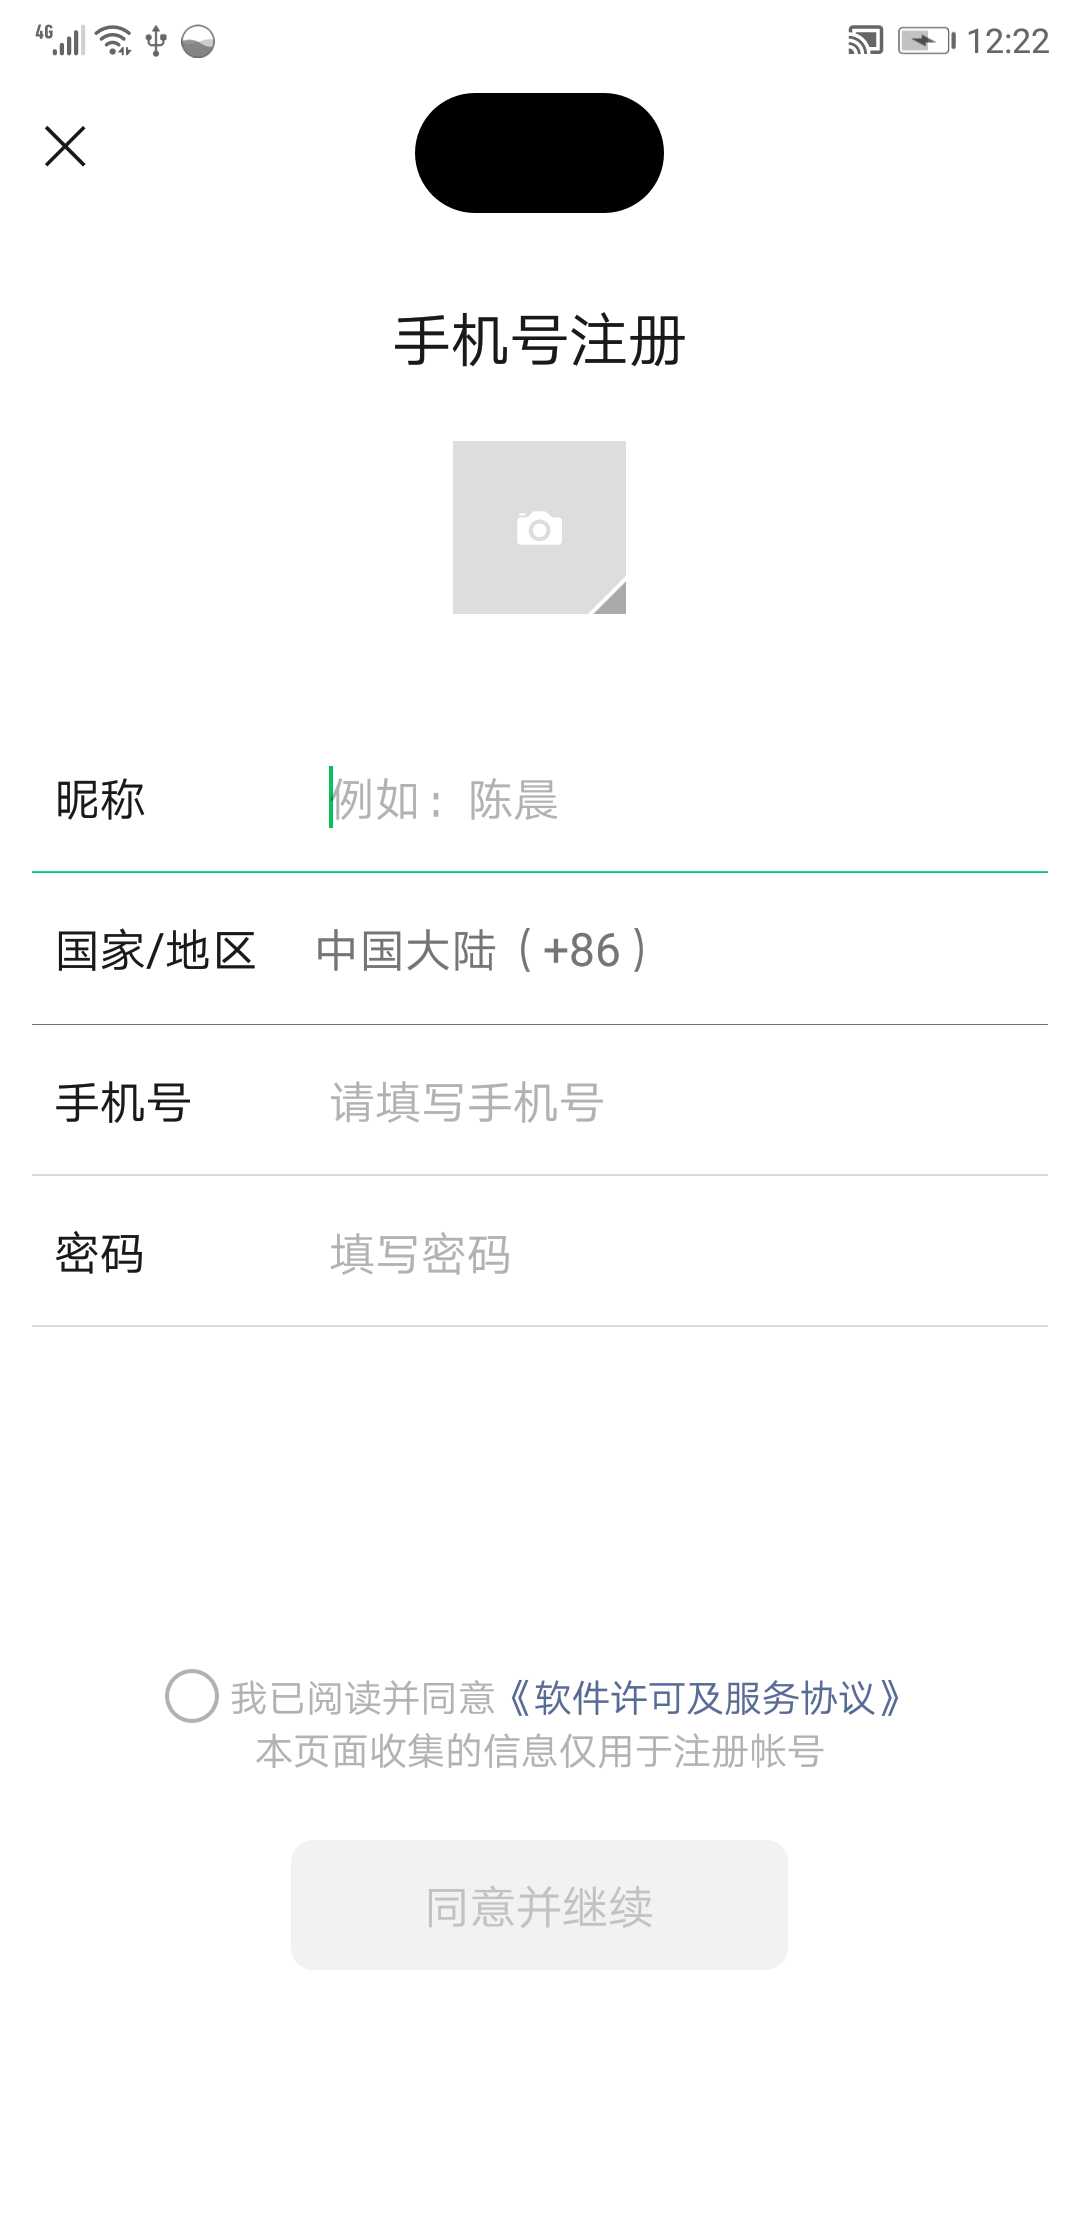 4G 12:22
手机号注册
昵称 例如：陈晨
国家/地区 中国大陆（+86）
手机号 请填写手机号
密码 填写密码
我已阅读并同意《软件许可及服务协议》
本页面收集的信息仅用于注册帐号
同意并继续